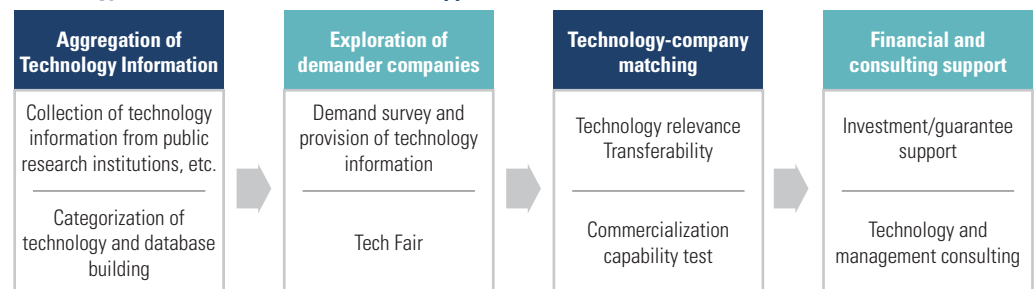 Aggregation of
Technology Information
Collection of technology
information from public
research institutions, etc.
Categorization of
technology and database
building
Exploration of
demander companies
Demand survey and
provision of technology
information
Tech Fair
Technology-company
matching
Technology relevance
Transferability
Commercialization
capability test
Financial and
consulting support
Investment/guarantee
support
Technology and
management consulting